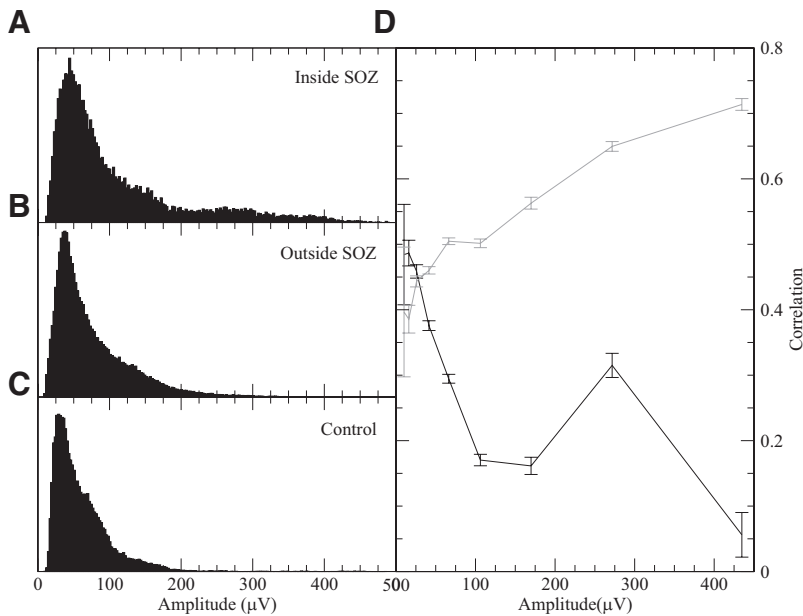 A
D
Inside SOZ
B
Outside SOZ
C
Control
0 100 200 300 400 500
Amplitude (µV)
0.8
0.6
0.4
0.2
0
Correlation
0 100 200 300 400
Amplitude(µV)